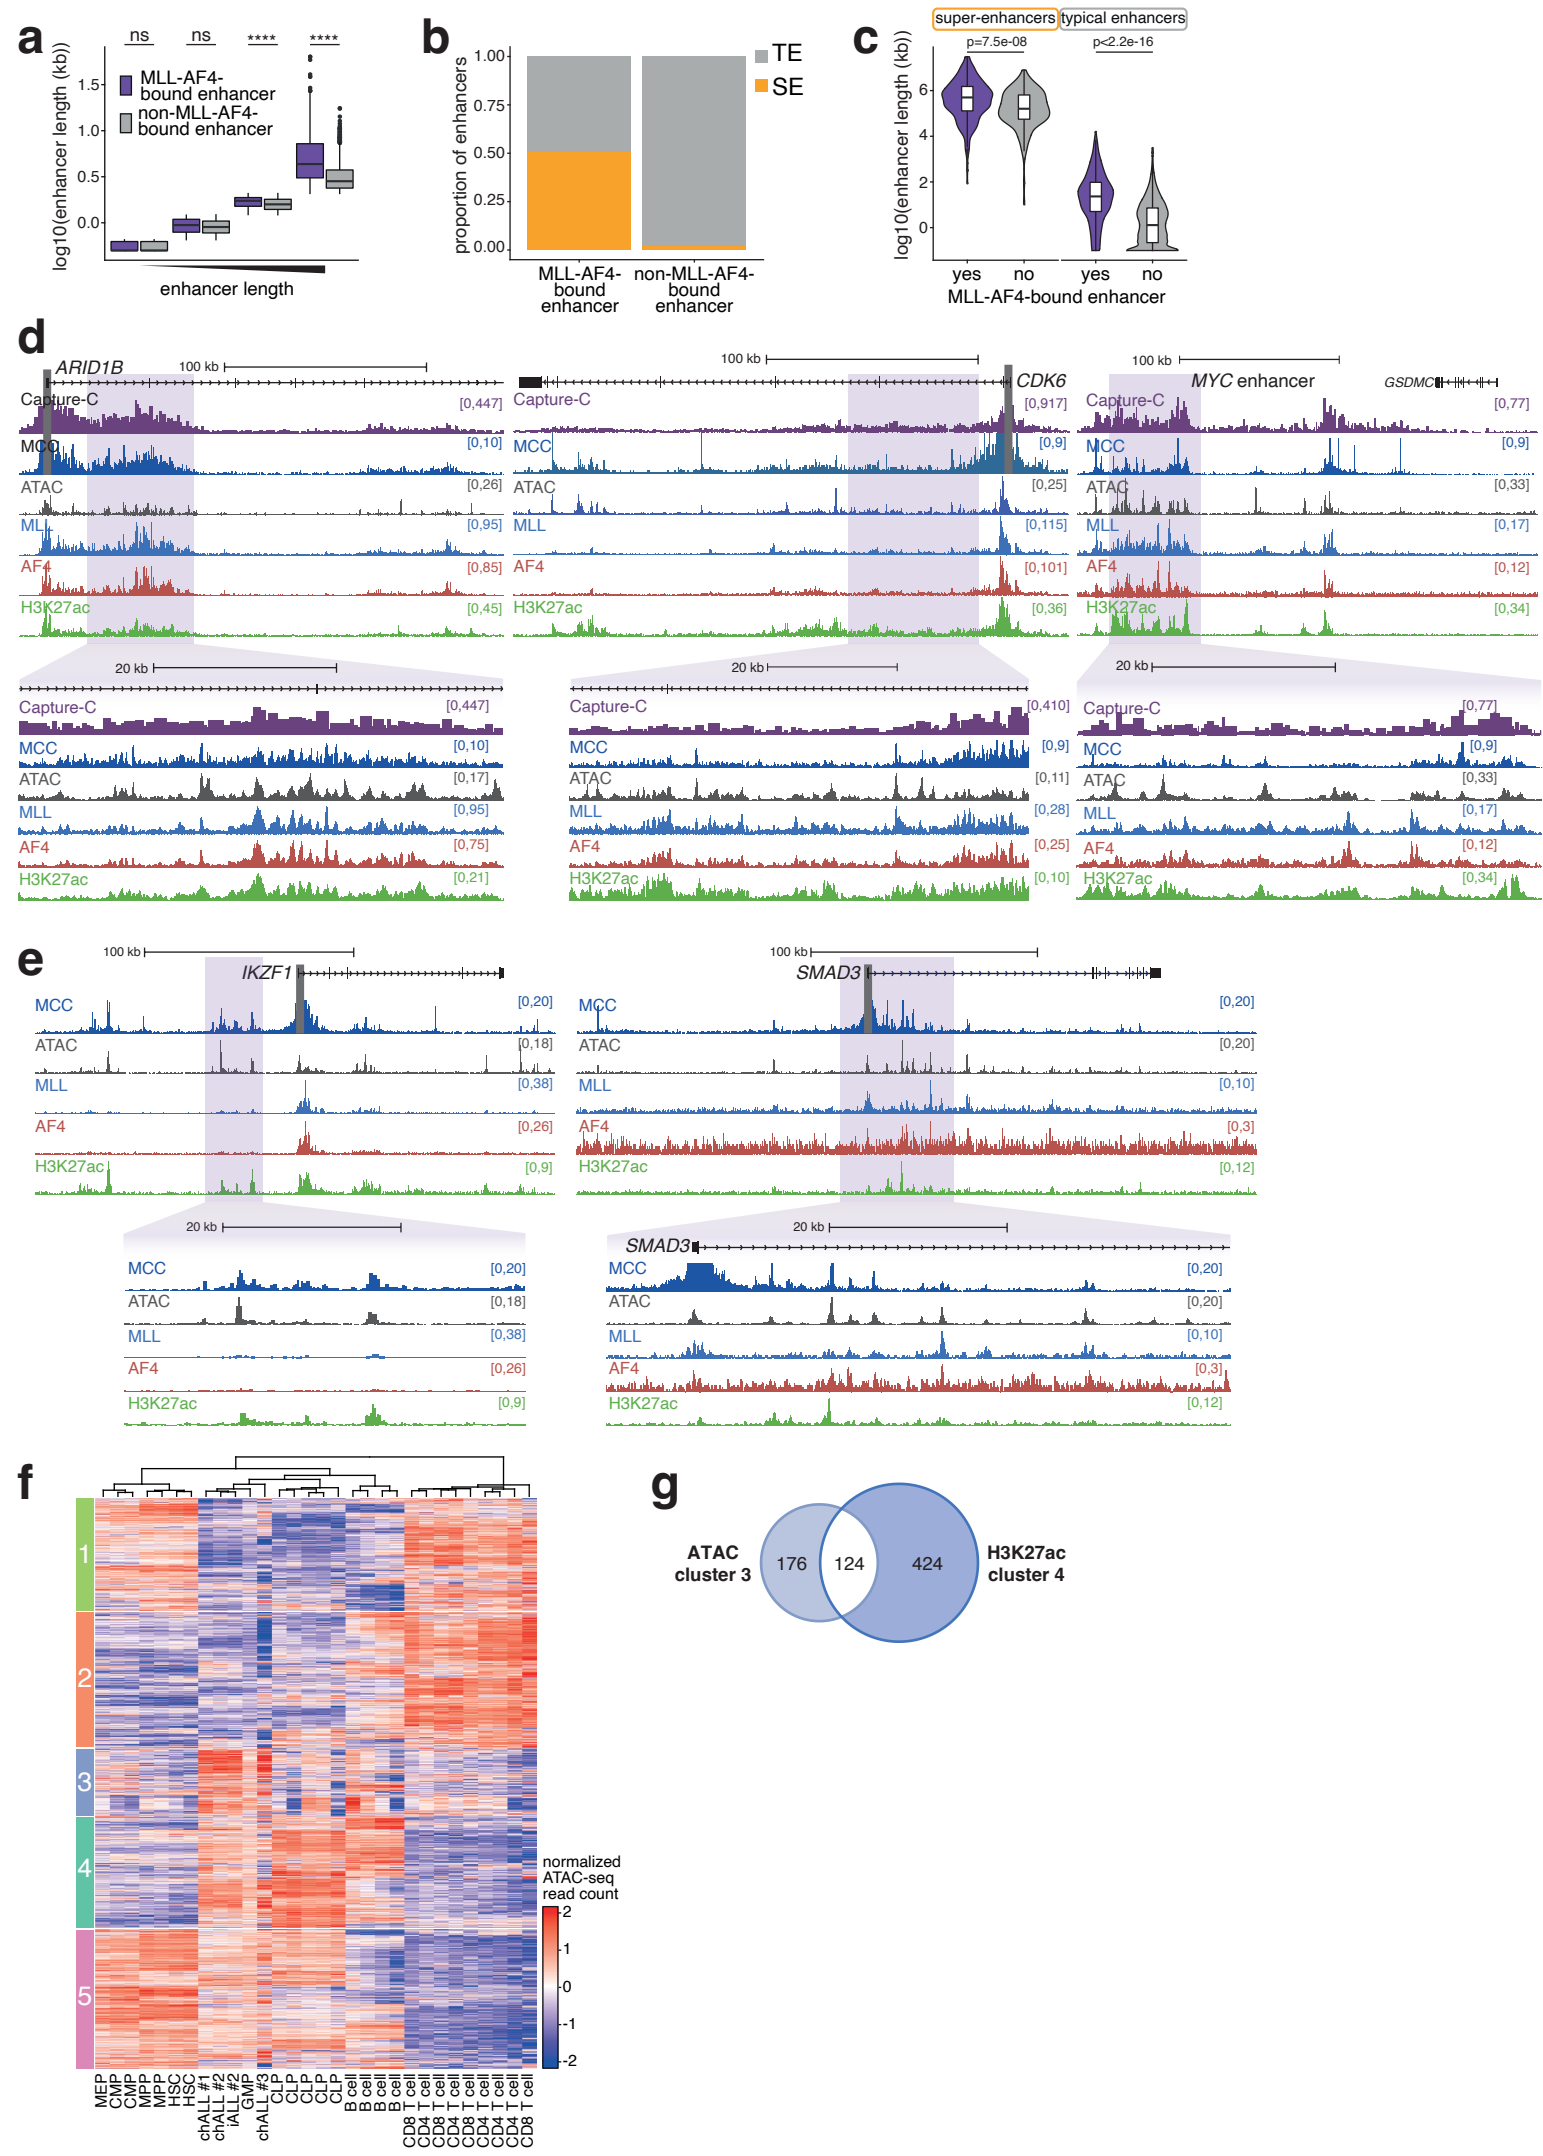 a
ns
ns
****
****
log10(enhancer length (kb))
1.5
1.0
0.5
0.0
MLL-AF4-
bound enhancer
non-MLL-AF4-
bound enhancer
enhancer length
b
proportion of enhancers
1.00
0.75
0.50
0.25
0.00
TE
SE
MLL-AF4-
bound
enhancer
non-MLL-AF4-
bound
enhancer
c
super-enhancers
typical enhancers
p=7.5e-08
p<2.2e-16
log10(enhancer length (kb))
6
4
2
0
yes
no
yes
no
MLL-AF4-bound enhancer
d
ARID1B
100 kb
Capture-C
[0,447]
MCC
[0,10]
ATAC
[0,26]
MLL
[0,95]
AF4
[0,85]
H3K27ac
[0,45]
20 kb
Capture-C
[0,447]
MCC
[0,10]
ATAC
[0,17]
MLL
[0,95]
AF4
[0,75]
H3K27ac
[0,21]
100 kb
CDK6
Capture-C
[0,917]
MCC
[0,9]
ATAC
[0,25]
MLL
[0,115]
AF4
[0,101]
H3K27ac
[0,36]
20 kb
Capture-C
[0,410]
MCC
[0,9]
ATAC
[0,11]
MLL
[0,28]
AF4
[0,25]
H3K27ac
[0,10]
100 kb
MYC enhancer
GSDMC
Capture-C
[0,77]
MCC
[0,9]
ATAC
[0,33]
MLL
[0,17]
AF4
[0,12]
H3K27ac
[0,34]
20 kb
Capture-C
[0,77]
MCC
[0,9]
ATAC
[0,33]
MLL
[0,17]
AF4
[0,12]
H3K27ac
[0,34]
e
100 kb
IKZF1
MCC
[0,20]
ATAC
[0,18]
MLL
[0,38]
AF4
[0,26]
H3K27ac
[0,9]
20 kb
MCC
[0,20]
ATAC
[0,18]
MLL
[0,38]
AF4
[0,26]
H3K27ac
[0,9]
100 kb
SMAD3
MCC
[0,20]
ATAC
[0,20]
MLL
[0,10]
AF4
[0,3]
H3K27ac
[0,12]
20 kb
SMAD3
MCC
[0,20]
ATAC
[0,20]
MLL
[0,10]
AF4
[0,3]
H3K27ac
[0,12]
f
1
2
3
4
5
normalized
ATAC-seq
read count
2
1
0
-1
-2
MEP
CMP
CMP
MPP
MPP
HSC
HSC
chALL #1
chALL #2
iALL #2
GMP
chALL #3
CLP
CLP
CLP
CLP
CLP
B cell
B cell
B cell
B cell
CD8 T cell
CD4 T cell
CD8 T cell
CD4 T cell
CD8 T cell
CD4 T cell
CD4 T cell
CD4 T cell
CD8 T cell
g
ATAC
cluster 3
176
124
424
H3K27ac
cluster 4